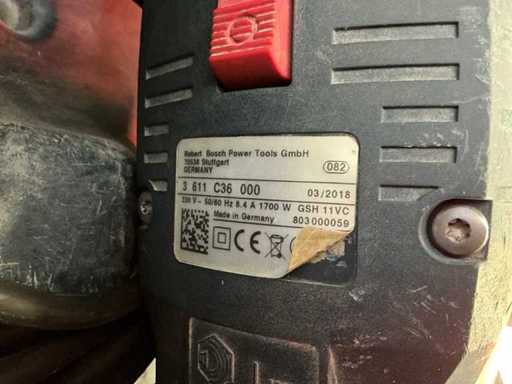 Robert Bosch Power Tools GmbH
70538 Stuttgart
GERMANY
082
3 611 C36 000
03/2018
230 V~ 50/60 Hz 8.4 A 1700 W GSH 11VC
Made in Germany
803000059
CE